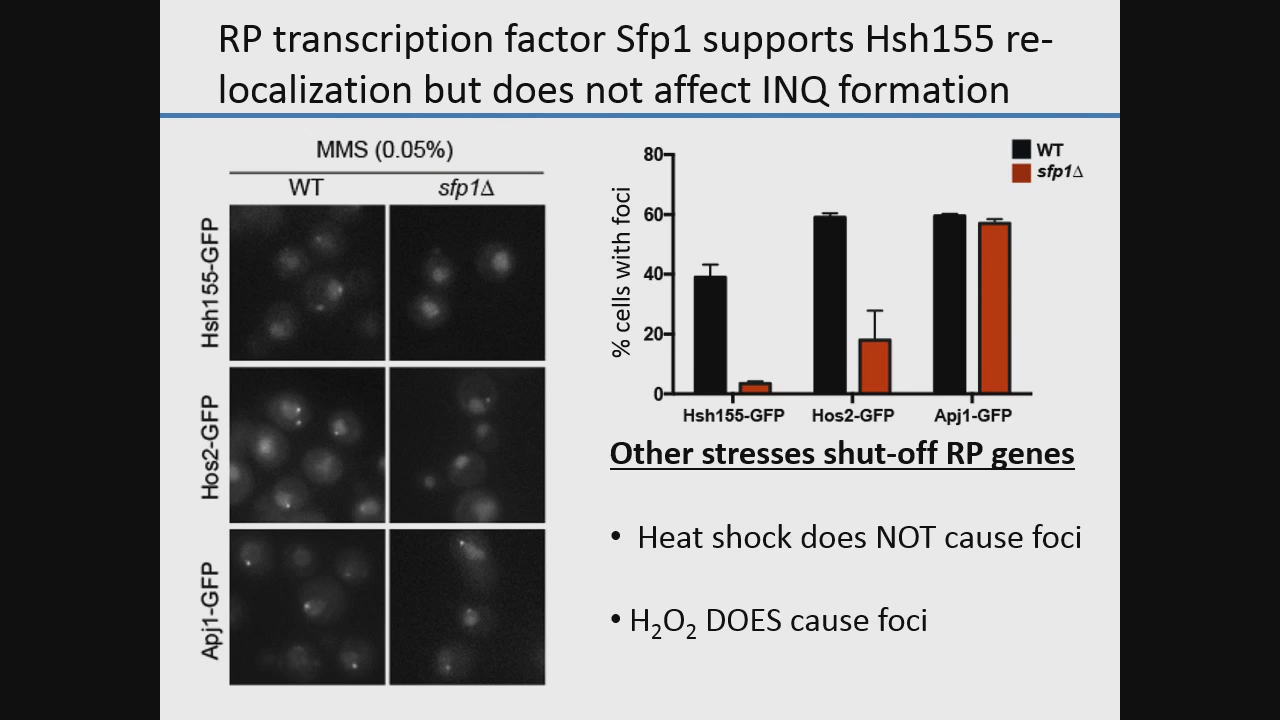 RP transcription factor Sfp1 supports Hsh155 re-
localization but does not affect INQ formation
MMS (0.05%)
WT
sfp1Δ
Hsh155-GFP
Hos2-GFP
Apj1-GFP
% cells with foci
80
60
40
20
0
WT
sfp1Δ
Hsh155-GFP
Hos2-GFP
Apj1-GFP
Other stresses shut-off RP genes
• Heat shock does NOT cause foci
• H₂O₂ DOES cause foci